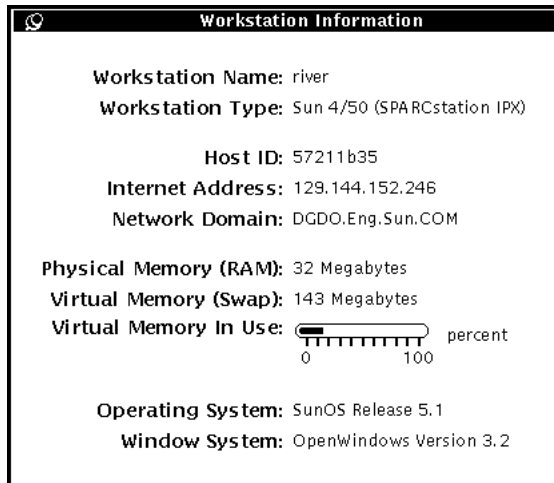 Workstation Information
Workstation Name: river
Workstation Type: Sun 4/50 (SPARCstation IPX)
Host ID: 57211b35
Internet Address: 129.144.152.246
Network Domain: DGDO.Eng.Sun.COM
Physical Memory (RAM): 32 Megabytes
Virtual Memory (Swap): 143 Megabytes
Virtual Memory In Use: percent
0 100
Operating System: SunOS Release 5.1
Window System: OpenWindows Version 3.2